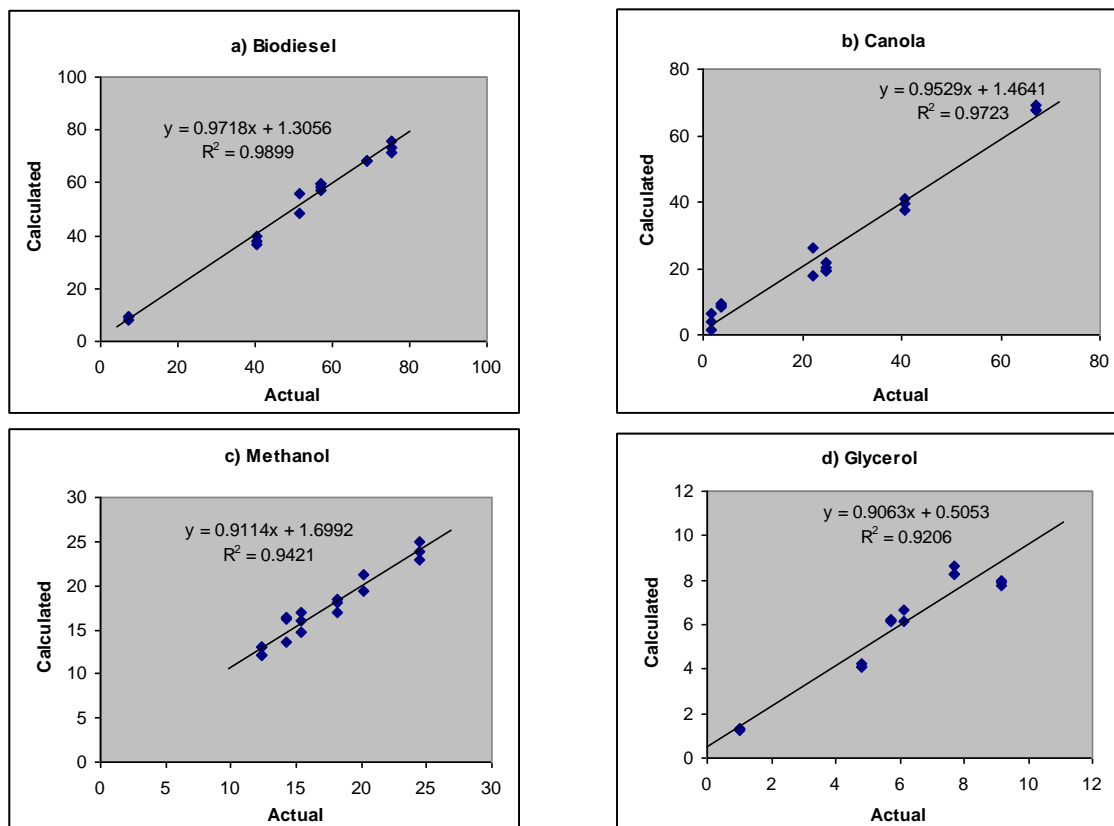 a) Biodiesel
y = 0.9718x + 1.3056
R² = 0.9899
100
80
60
40
20
0
0 20 40 60 80 100
Calculated
Actual
b) Canola
y = 0.9529x + 1.4641
R² = 0.9723
80
60
40
20
0
0 20 40 60 80
Calculated
Actual
c) Methanol
y = 0.9114x + 1.6992
R² = 0.9421
30
25
20
15
10
5
0
0 5 10 15 20 25 30
Calculated
Actual
d) Glycerol
y = 0.9063x + 0.5053
R² = 0.9206
12
10
8
6
4
2
0
0 2 4 6 8 10 12
Calculated
Actual